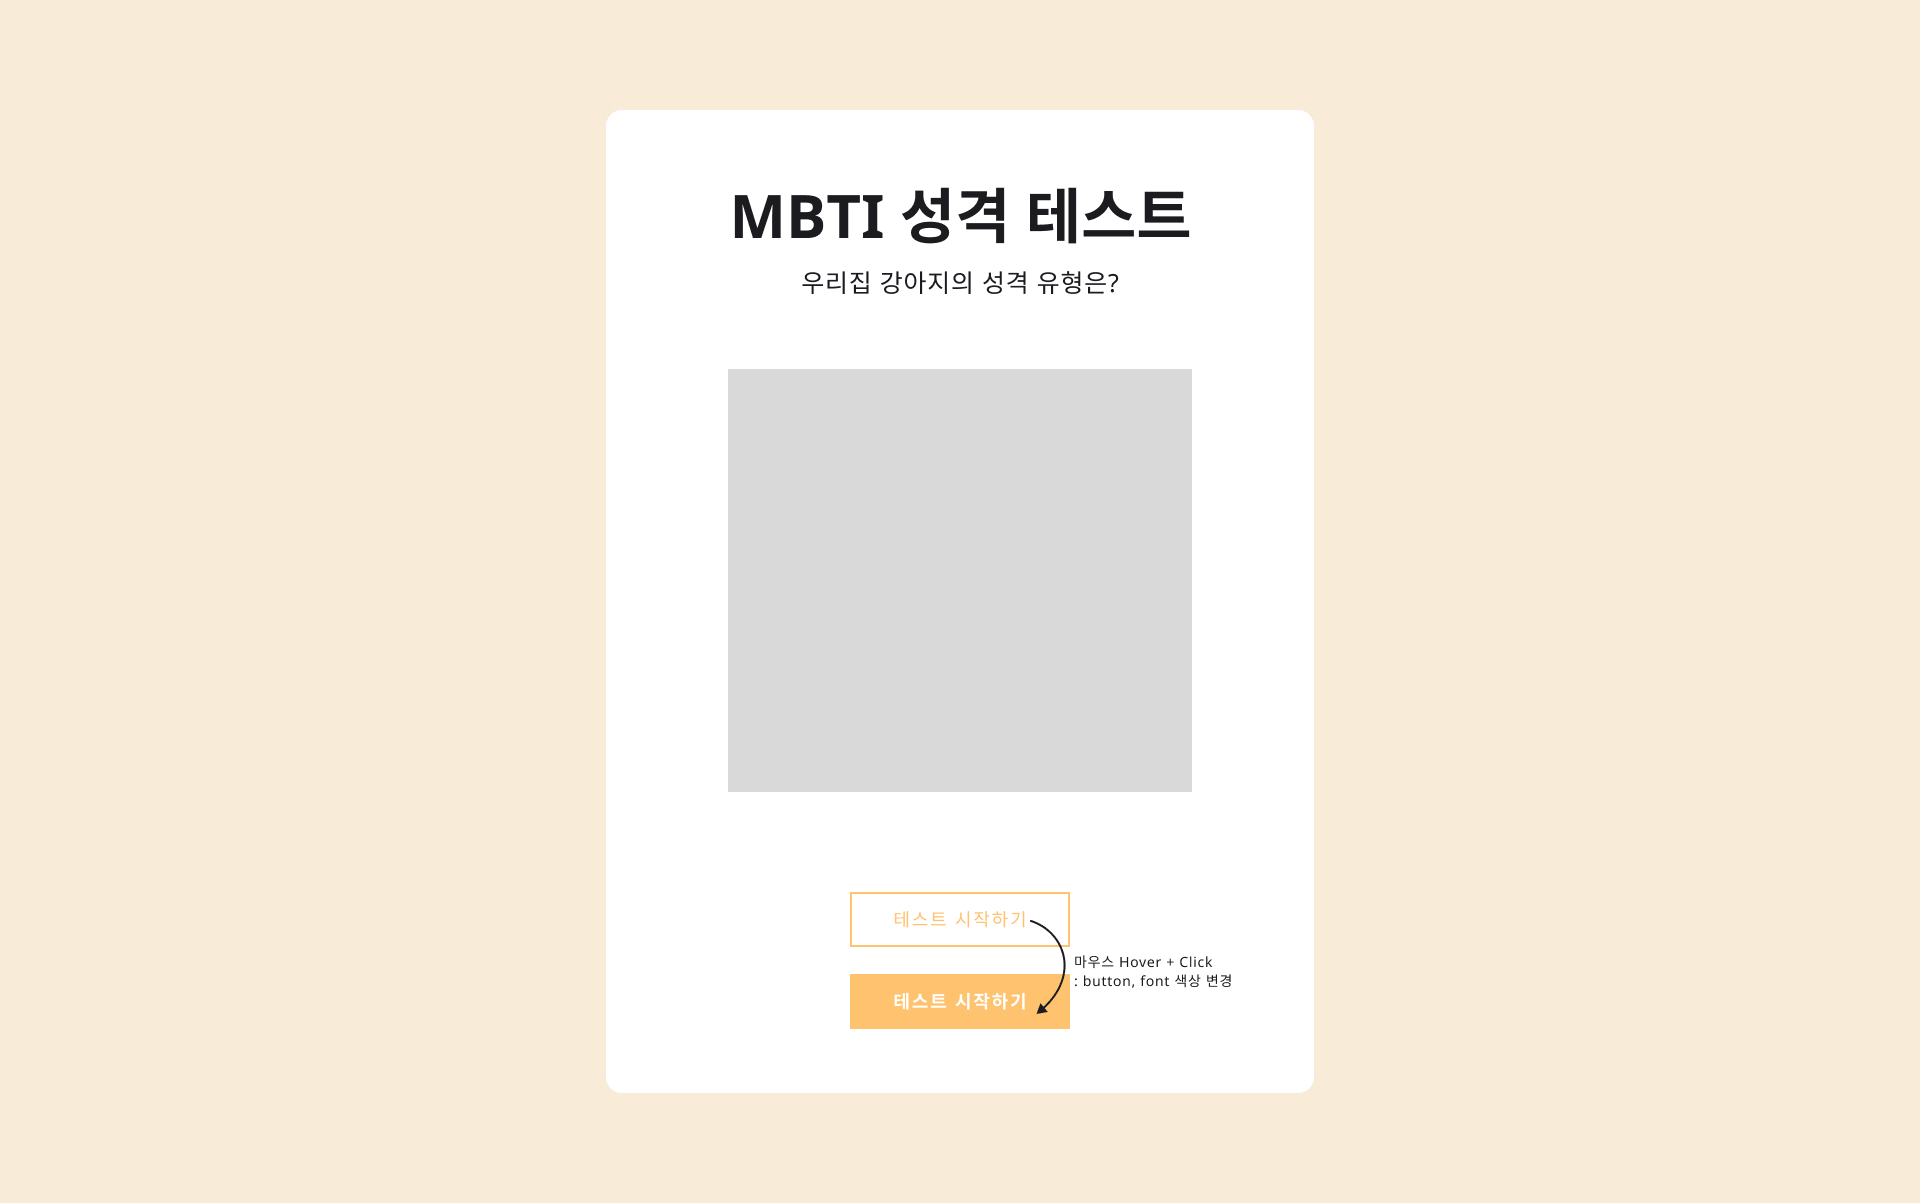 MBTI 성격 테스트
우리집 강아지의 성격 유형은?
테스트 시작하기
마우스 Hover + Click
: button, font 색상 변경
테스트 시작하기